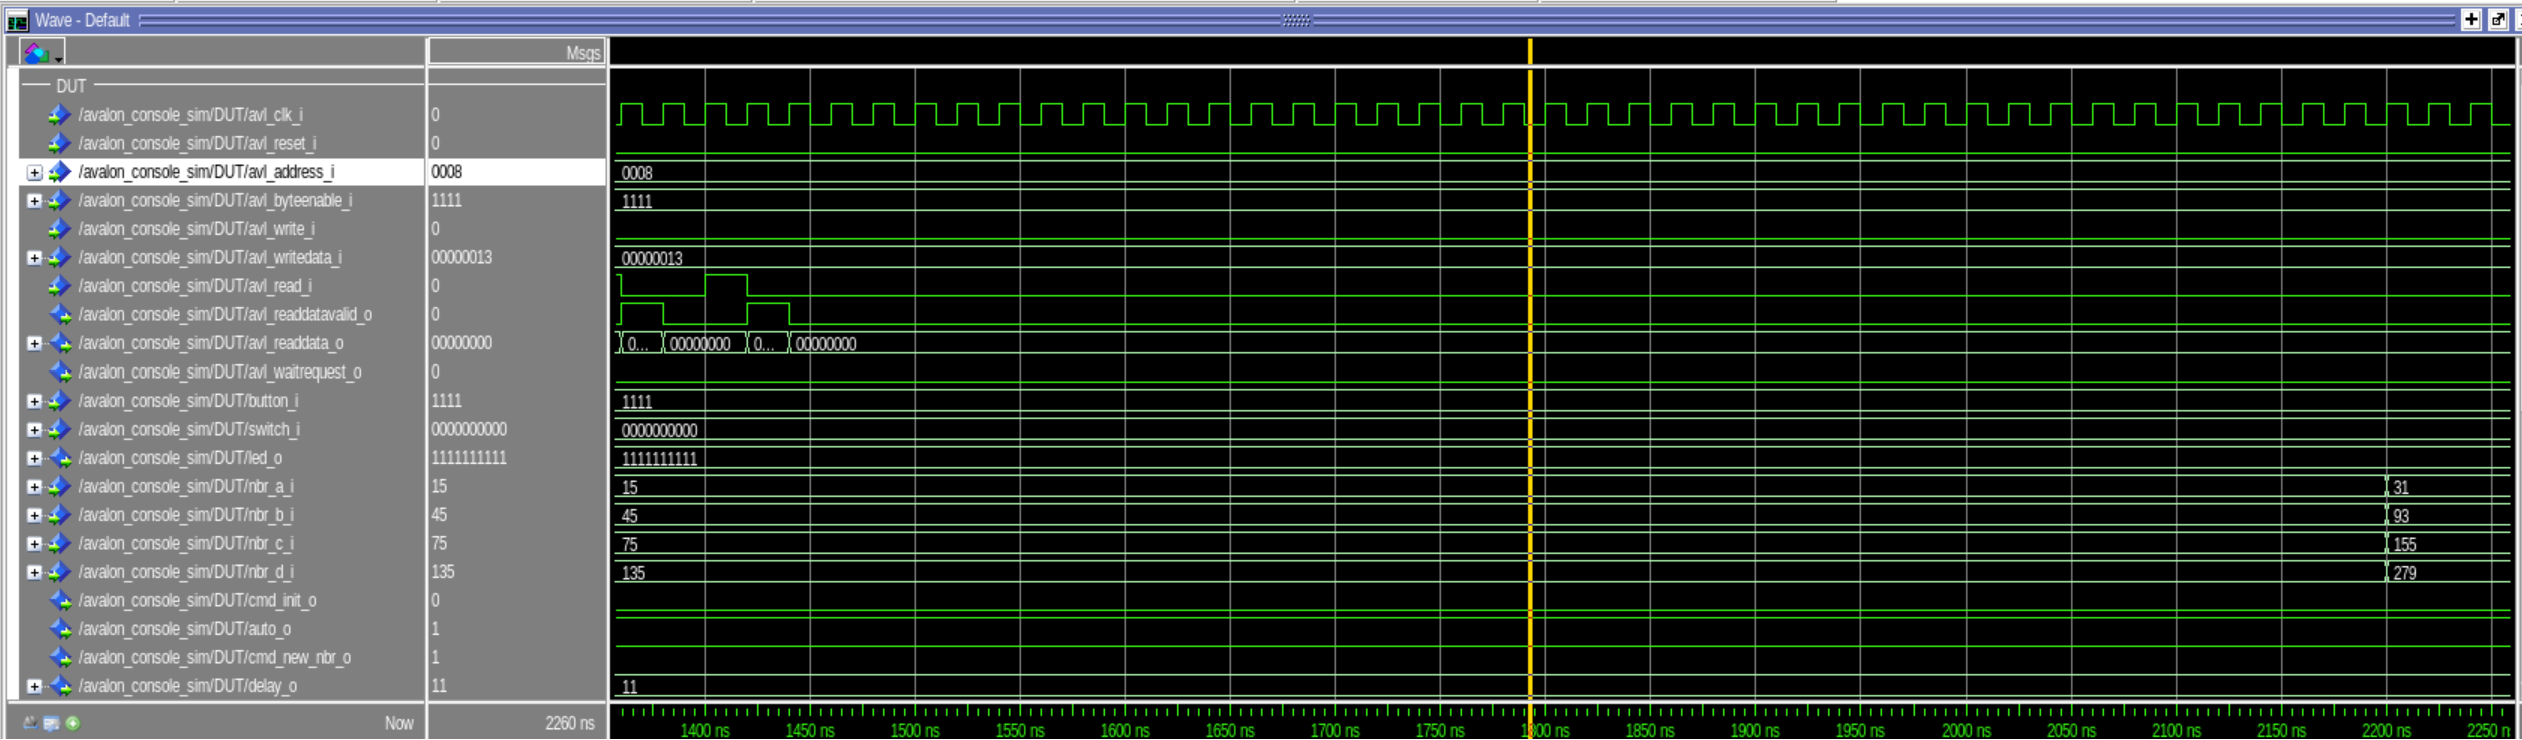 Wave - Default
Msgs
DUT
/avalon_console_sim/DUT/avl_clk_i 0
/avalon_console_sim/DUT/avl_reset_i 0
/avalon_console_sim/DUT/avl_address_i 0008 0008
/avalon_console_sim/DUT/avl_byteenable_i 1111 1111
/avalon_console_sim/DUT/avl_write_i 0
/avalon_console_sim/DUT/avl_writedata_i 00000013 00000013
/avalon_console_sim/DUT/avl_read_i 0
/avalon_console_sim/DUT/avl_readdatavalid_o 0
/avalon_console_sim/DUT/avl_readdata_o 00000000 0... 00000000 0... 00000000
/avalon_console_sim/DUT/avl_waitrequest_o 0
/avalon_console_sim/DUT/button_i 1111 1111
/avalon_console_sim/DUT/switch_i 0000000000 0000000000
/avalon_console_sim/DUT/led_o 1111111111 1111111111
/avalon_console_sim/DUT/nbr_a_i 15 15 31
/avalon_console_sim/DUT/nbr_b_i 45 45 93
/avalon_console_sim/DUT/nbr_c_i 75 75 155
/avalon_console_sim/DUT/nbr_d_i 135 135 279
/avalon_console_sim/DUT/cmd_init_o 0
/avalon_console_sim/DUT/auto_o 1
/avalon_console_sim/DUT/cmd_new_nbr_o 1
/avalon_console_sim/DUT/delay_o 11 11
Now 2260 ns 1400 ns 1450 ns 1500 ns 1550 ns 1600 ns 1650 ns 1700 ns 1750 ns 1800 ns 1850 ns 1900 ns 1950 ns 2000 ns 2050 ns 2100 ns 2150 ns 2200 ns 2250 n